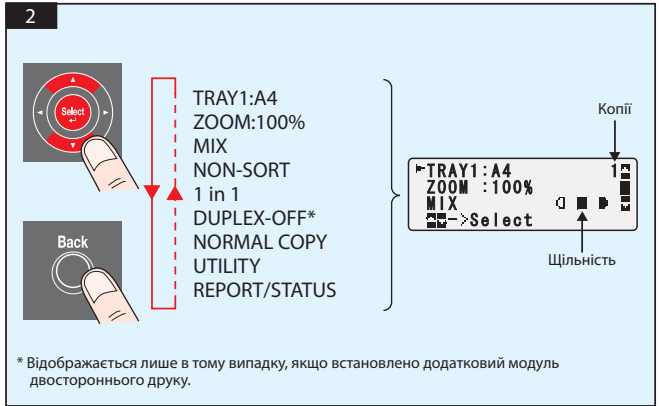 2
Select
Back
TRAY1:A4
ZOOM:100%
MIX
NON-SORT
1 in 1
DUPLEX-OFF*
NORMAL COPY
UTILITY
REPORT/STATUS
Копії
TRAY1:A4 1
ZOOM :100%
MIX
->Select
Щільність
* Відображається лише в тому випадку, якщо встановлено додатковий модуль
двостороннього друку.